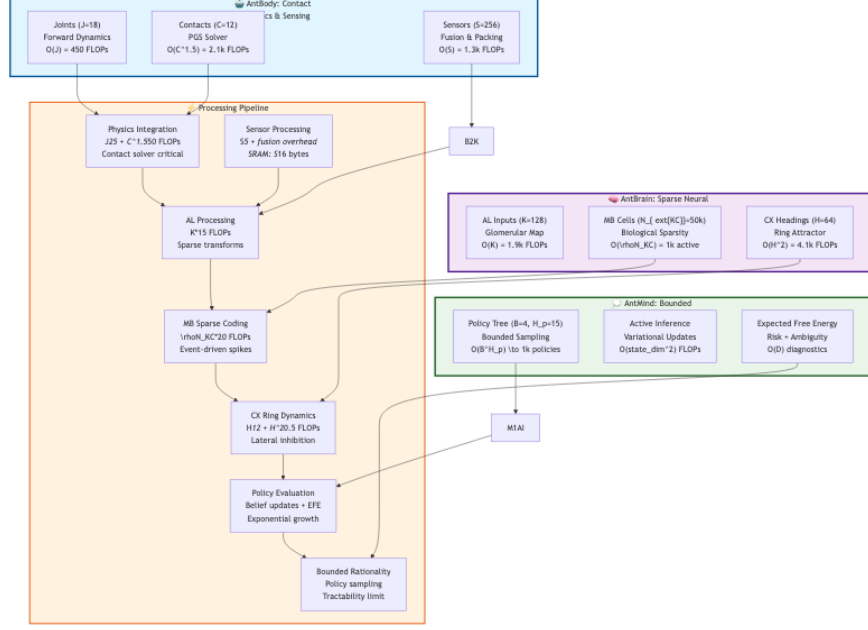 AntBody: Contact
cs & Sensing
Joints (J=18)
Forward Dynamics
O(J) = 450 FLOPs
Contacts (C=12)
PGS Solver
O(C^1.5) = 2.1k FLOPs
Sensors (S=256)
Fusion & Packing
O(S) = 1.3k FLOPs
Processing Pipeline
Physics Integration
J25 + C^1.550 FLOPs
Contact solver critical
Sensor Processing
S5 + fusion overhead
SRAM: S16 bytes
B2K
AL Processing
K*15 FLOPs
Sparse transforms
AntBrain: Sparse Neural
AL Inputs (K=128)
Glomerular Map
O(K) = 1.9k FLOPs
MB Cells (N_{ ext{KC}}=50k)
Biological Sparsity
O(\rhoN_KC) = 1k active
CX Headings (H=64)
Ring Attractor
O(H^2) = 4.1k FLOPs
AntMind: Bounded
Policy Tree (B=4, H_p=15)
Bounded Sampling
O(B^H_p) \to 1k policies
Active Inference
Variational Updates
O(state_dim^2) FLOPs
Expected Free Energy
Risk + Ambiguity
O(D) diagnostics
MB Sparse Coding
\rhoN_KC*20 FLOPs
Event-driven spikes
CX Ring Dynamics
H12 + H^20.5 FLOPs
Lateral inhibition
M1AI
Policy Evaluation
Belief updates + EFE
Exponential growth
Bounded Rationality
Policy sampling
Tractability limit